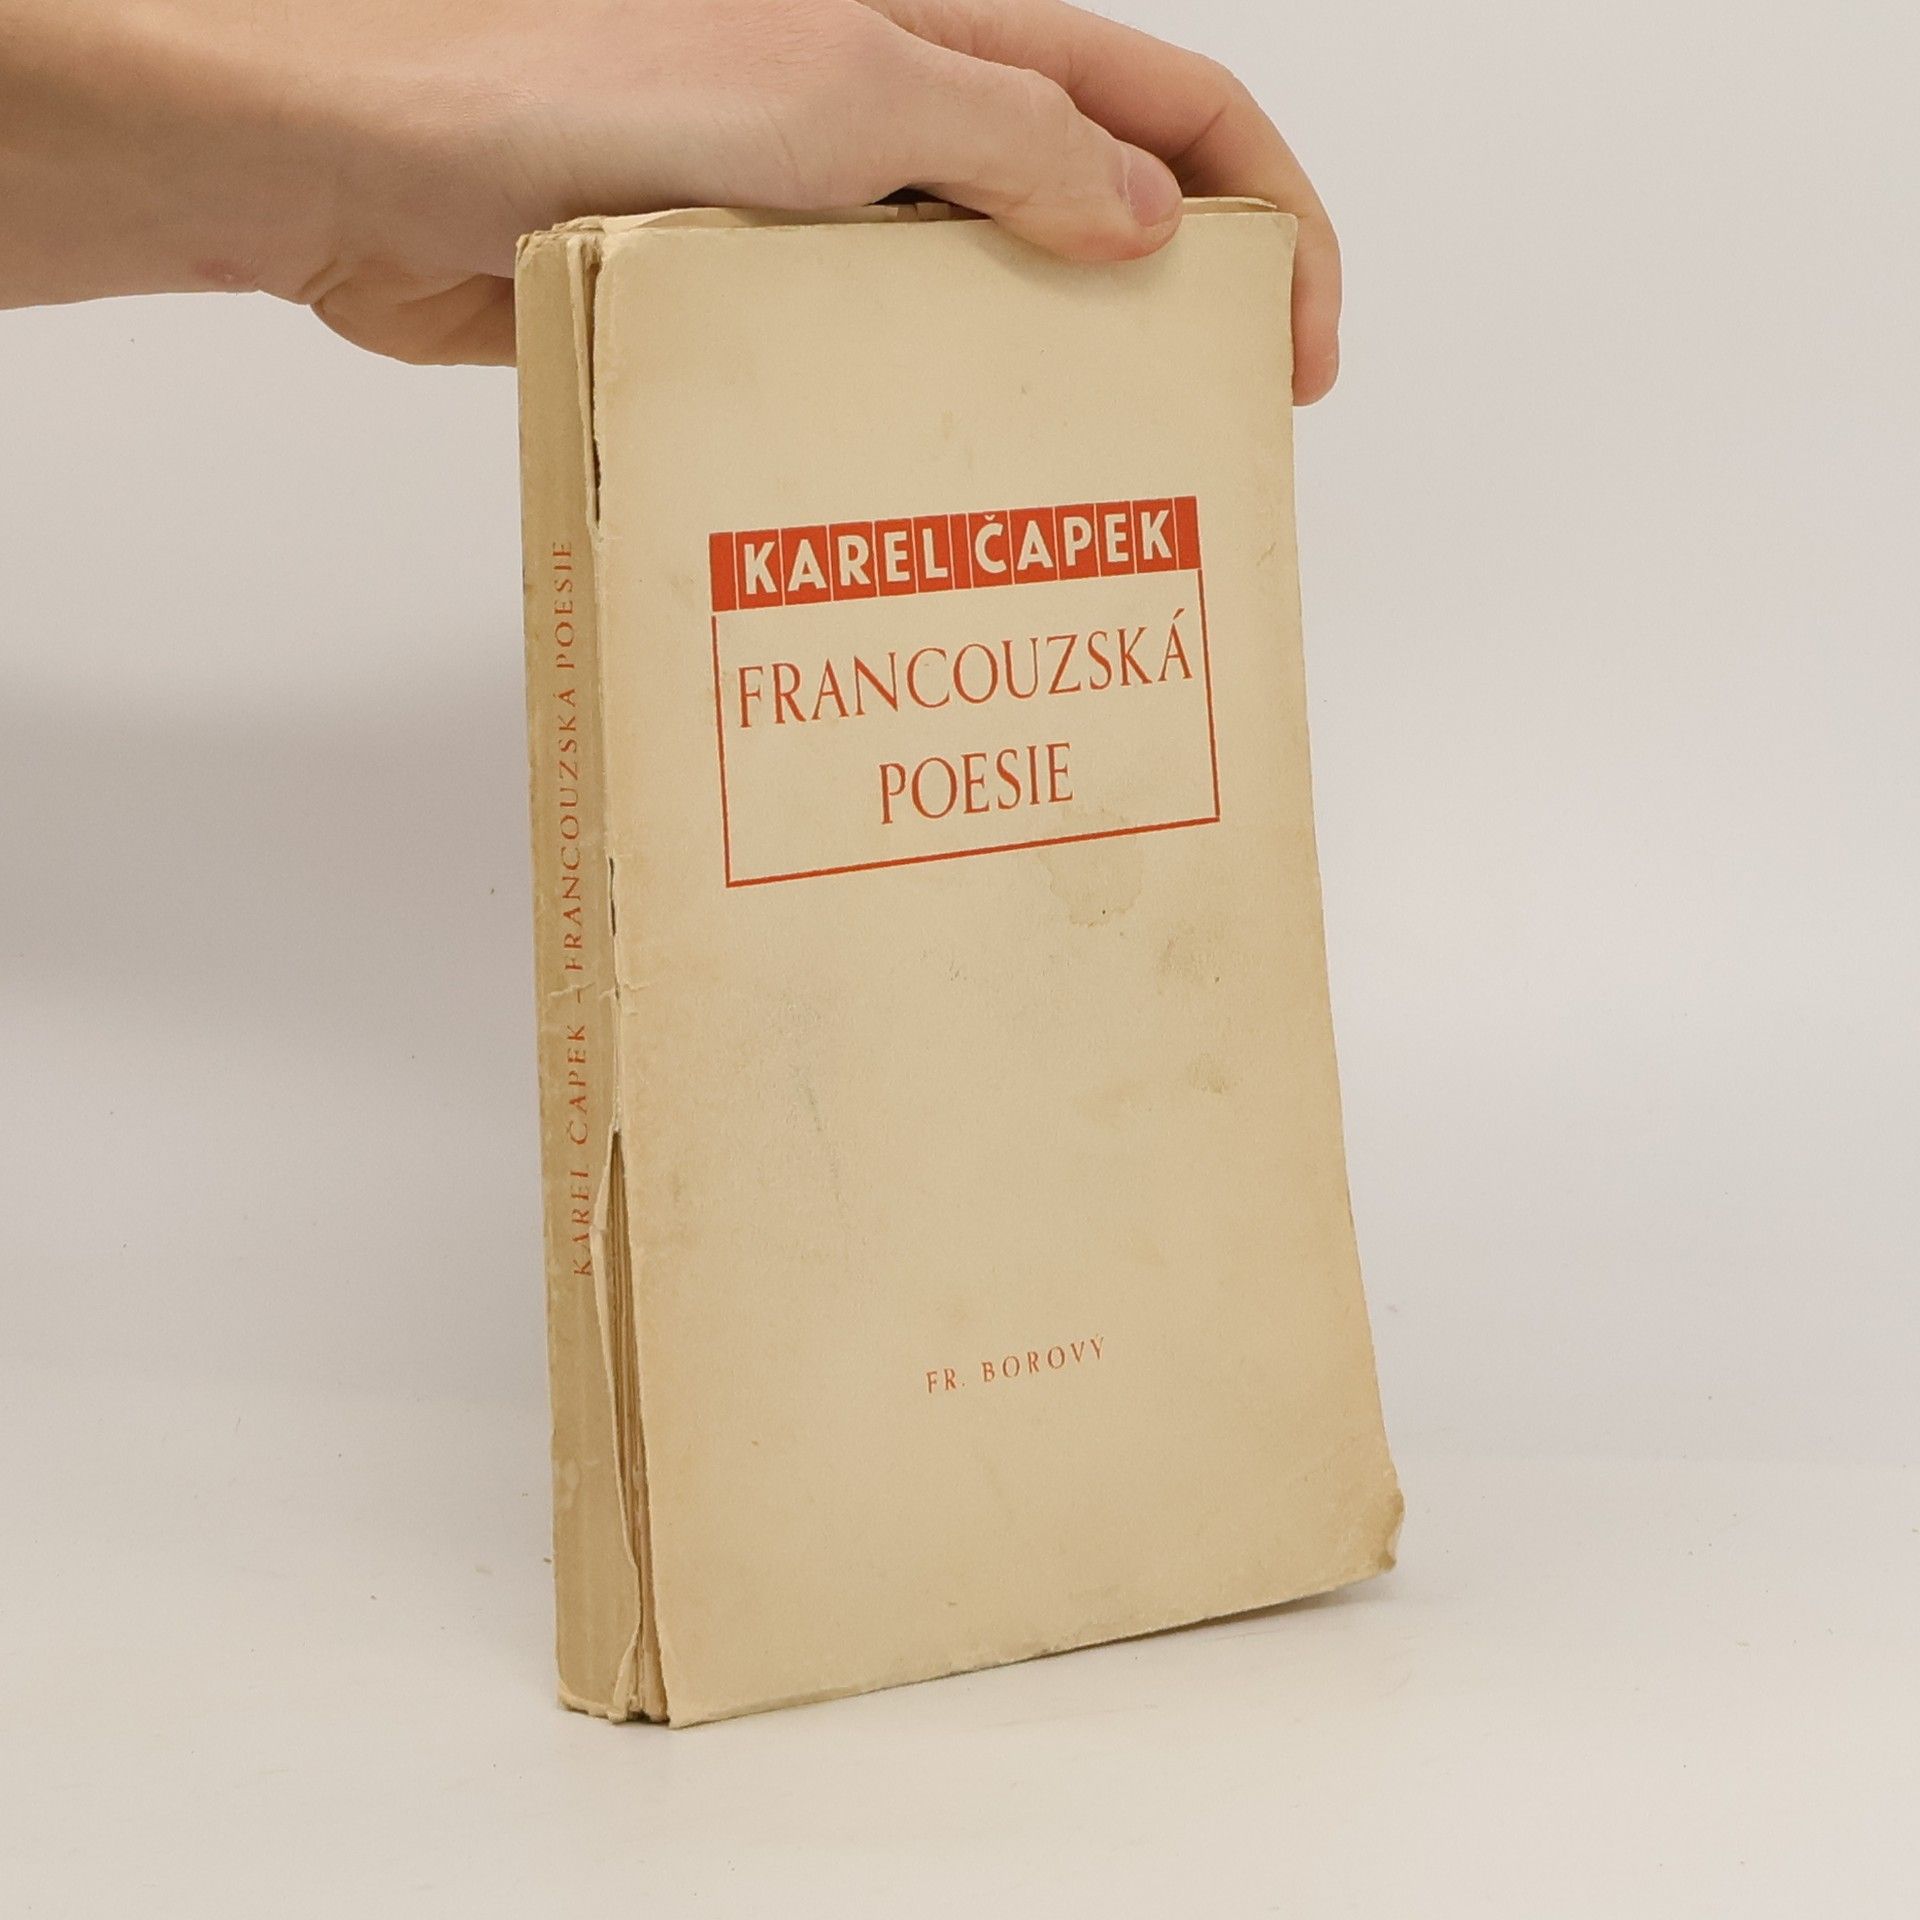 KAREL ČAPEK
FRANCOUZSKÁ
POESIE
FR. BOROVÝ
KAREL ČAPEK – FRANCOUZSKÁ POESIE